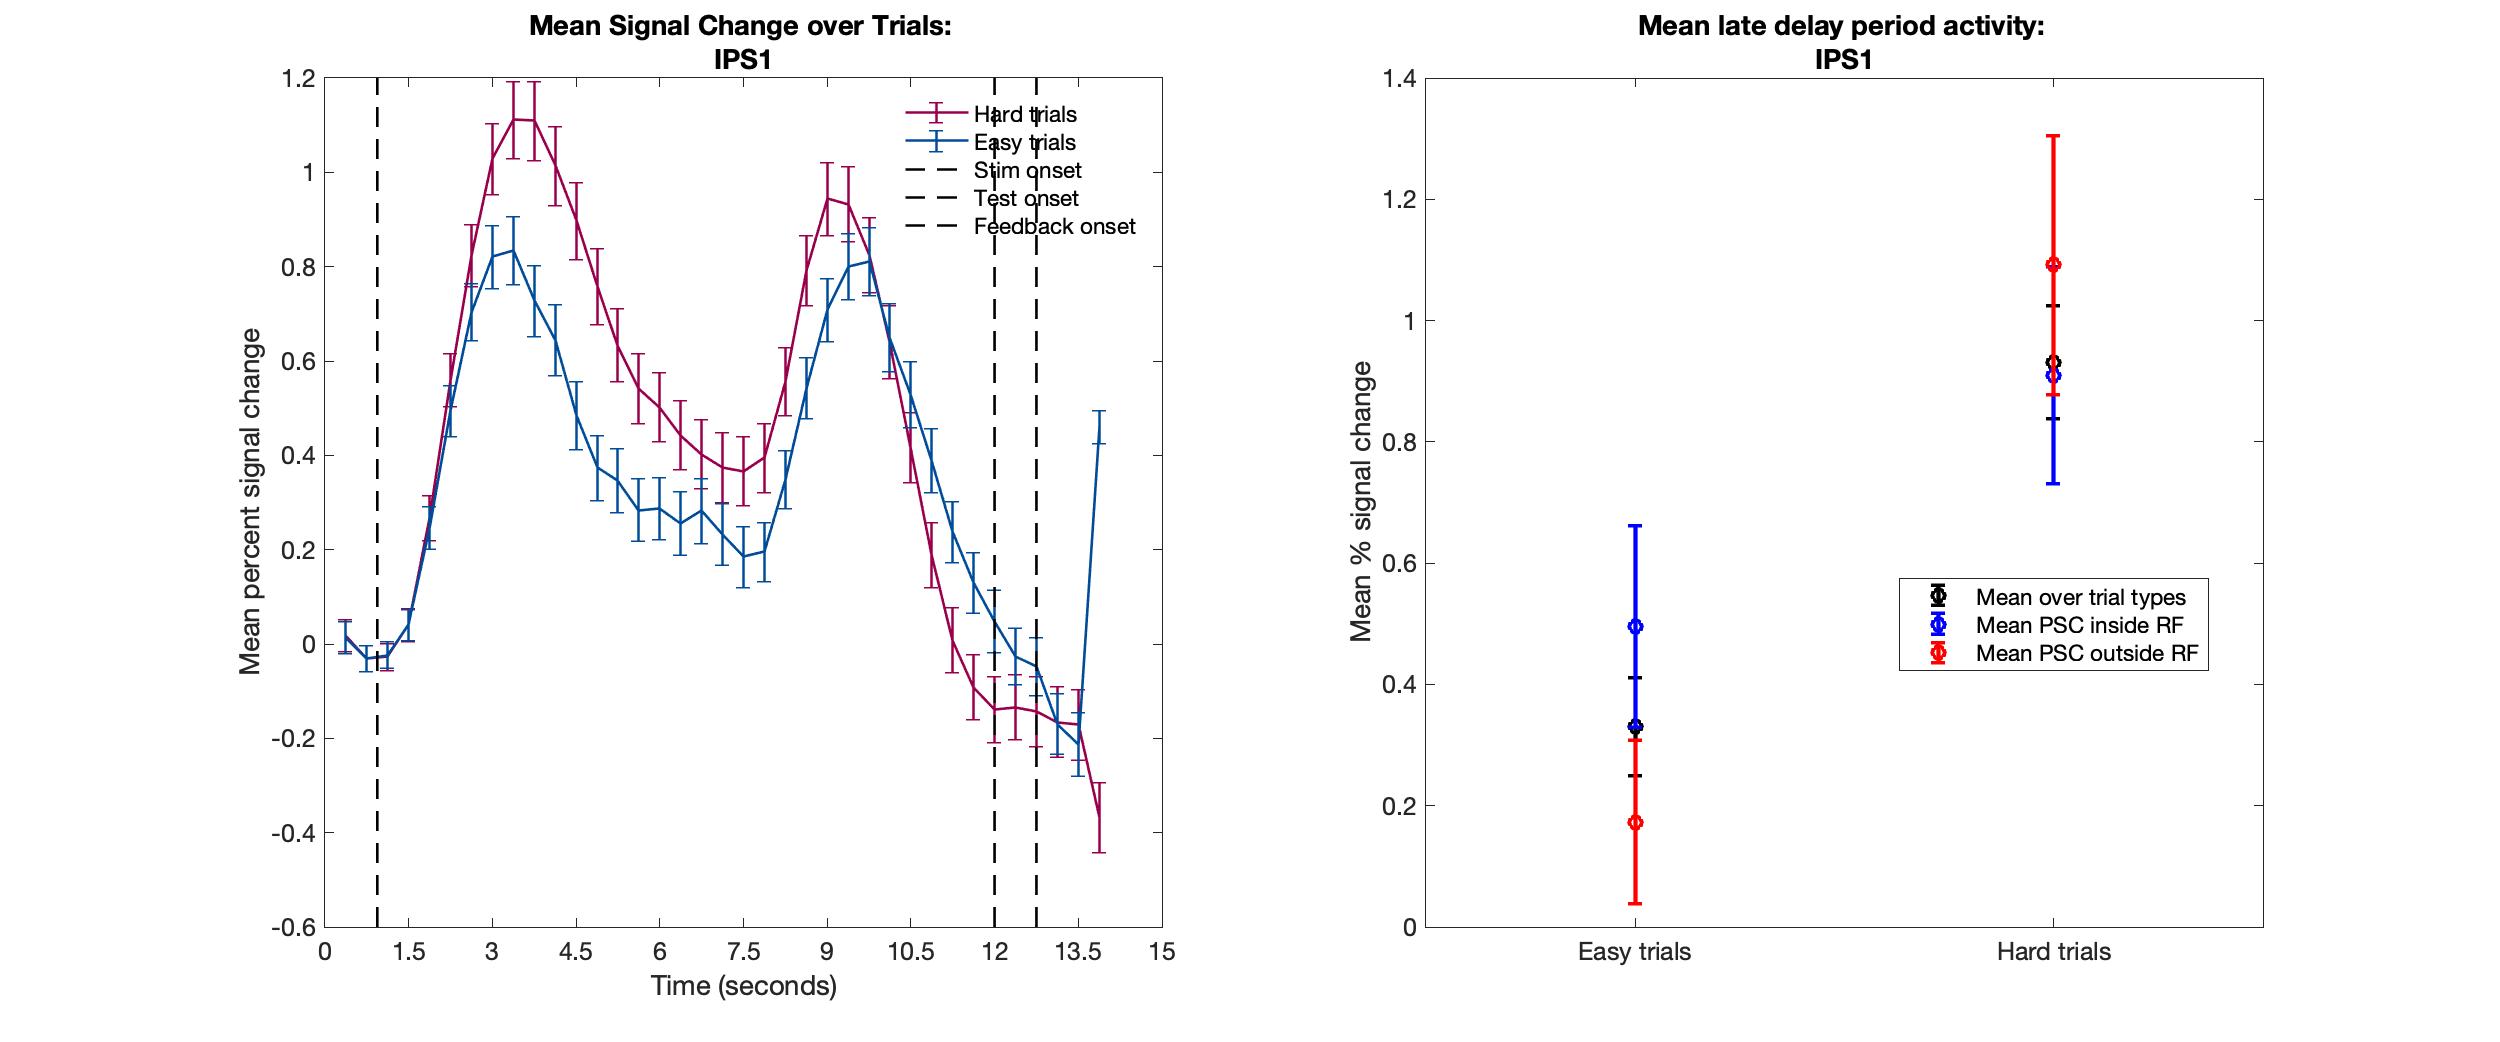 Mean Signal Change over Trials:
IPS1
1.2
1
0.8
0.6
0.4
0.2
0
-0.2
-0.4
-0.6
Mean percent signal change
0 1.5 3 4.5 6 7.5 9 10.5 12 13.5 15
Time (seconds)
Hard trials
Easy trials
Stim onset
Test onset
Feedback onset
Mean late delay period activity:
IPS1
1.4
1.2
1
0.8
0.6
0.4
0.2
0
Mean % signal change
Easy trials Hard trials
Mean over trial types
Mean PSC inside RF
Mean PSC outside RF